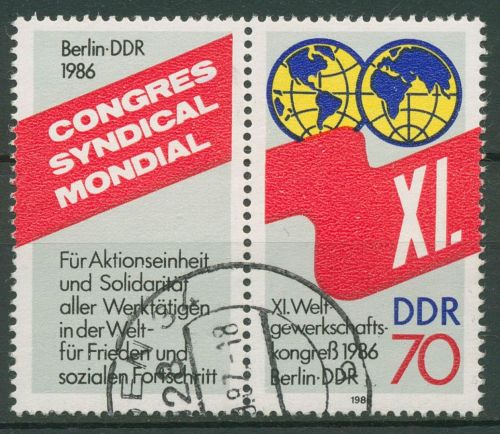 Berlin·DDR
1986
CONGRES
SYNDICAL
MONDIAL
Für Aktionseinheit
und Solidarität
aller Werktätigen
in der Welt-
für Frieden und
sozialen Fortschritt
XI.
XI. Welt-
gewerkschafts-
kongreß 1986
Berlin·DDR
DDR
70
1986